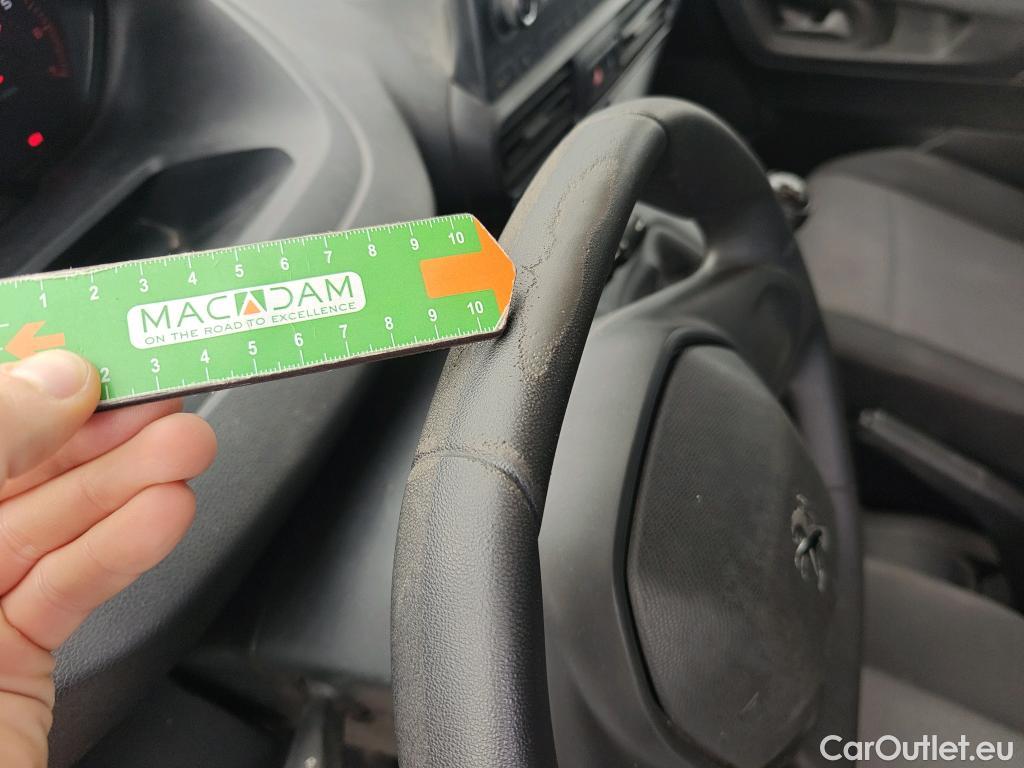 1 2 3 4 5 6 7 8 9 10
MACADAM
ON THE ROAD TO EXCELLENCE
2 3 4 5 6 7 8 9 10
CarOutlet.eu